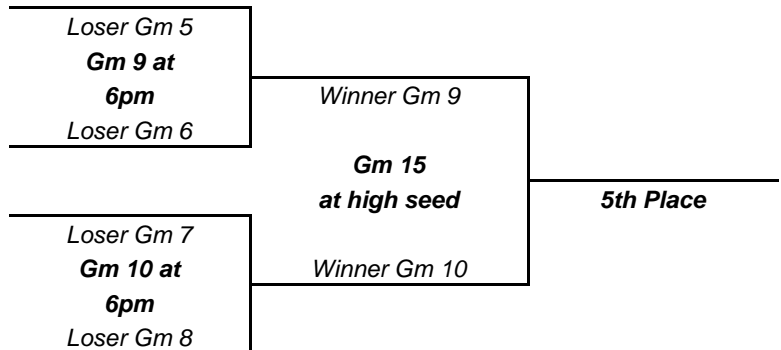 Loser Gm 5
Gm 9 at
6pm
Loser Gm 6
Winner Gm 9
Gm 15
at high seed
5th Place
Loser Gm 7
Gm 10 at
6pm
Loser Gm 8
Winner Gm 10